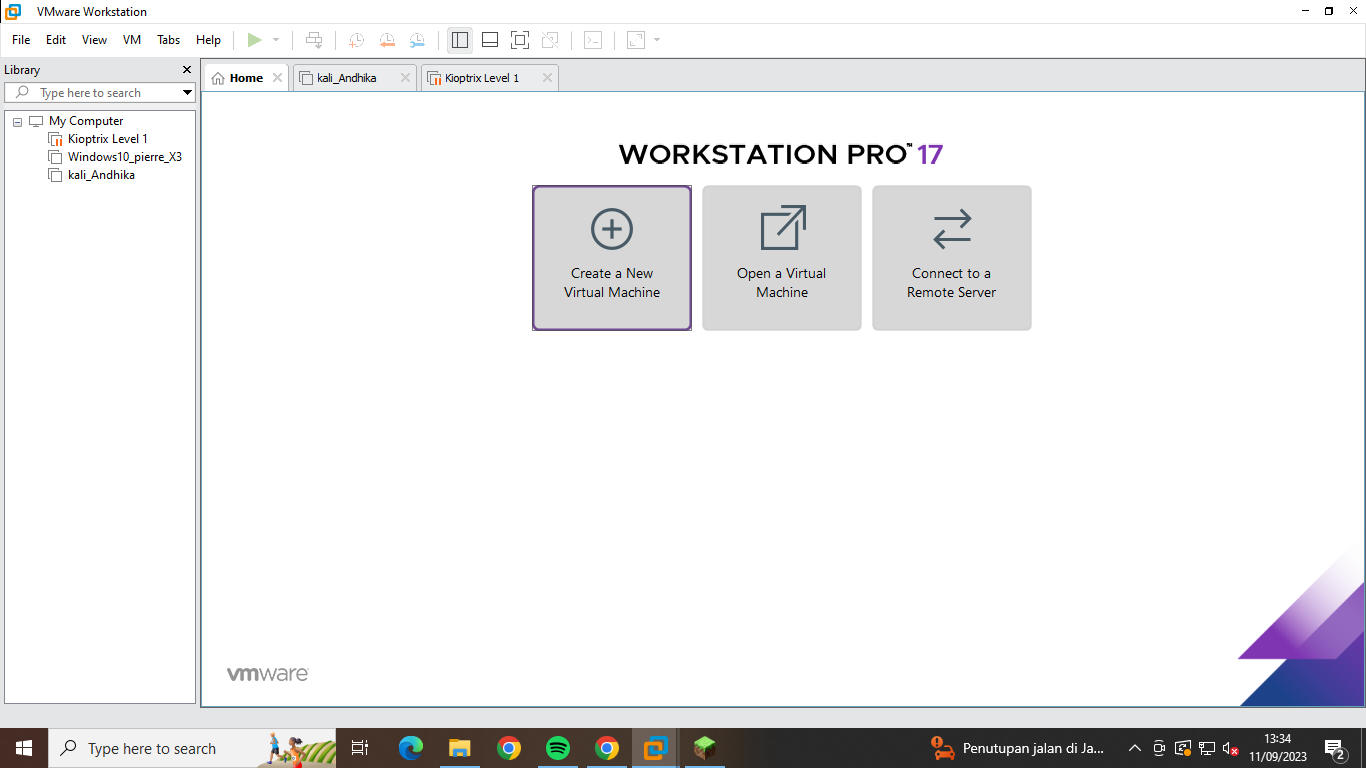 VMware Workstation
File Edit View VM Tabs Help
Library
Home
kali_Andhika
Kioptrix Level 1
Type here to search
My Computer
Kioptrix Level 1
Windows10_pierre_X3
kali_Andhika
WORKSTATION PRO™ 17
Create a New
Virtual Machine
Open a Virtual
Machine
Connect to a
Remote Server
vmware
Type here to search
Penutupan jalan di Ja...
13:34
11/09/2023
2